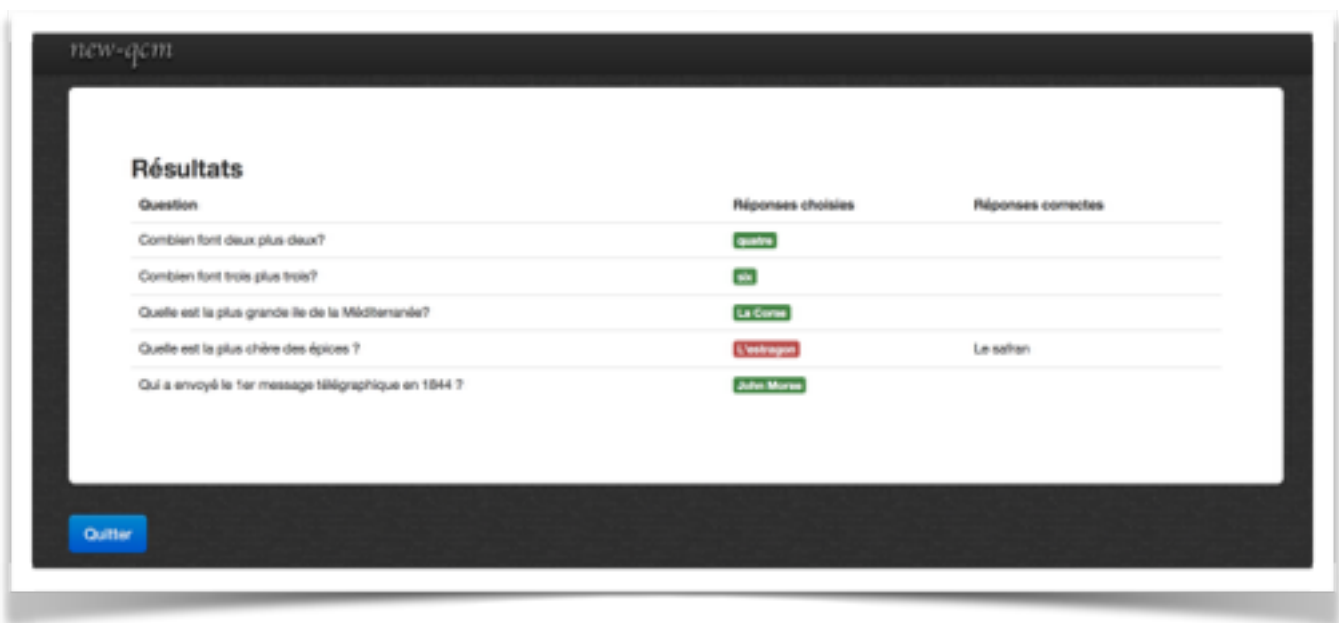 new-qcm
Résultats
Question Réponses choisies Réponses correctes
Combien font deux plus deux? quatre
Combien font trois plus trois? six
Quelle est la plus grande ile de la Méditerranée? La Corse
Quelle est la plus chère des épices ? L'estragon Le safran
Qui a envoyé le 1er message télégraphique en 1844 ? John Morse
Quitter